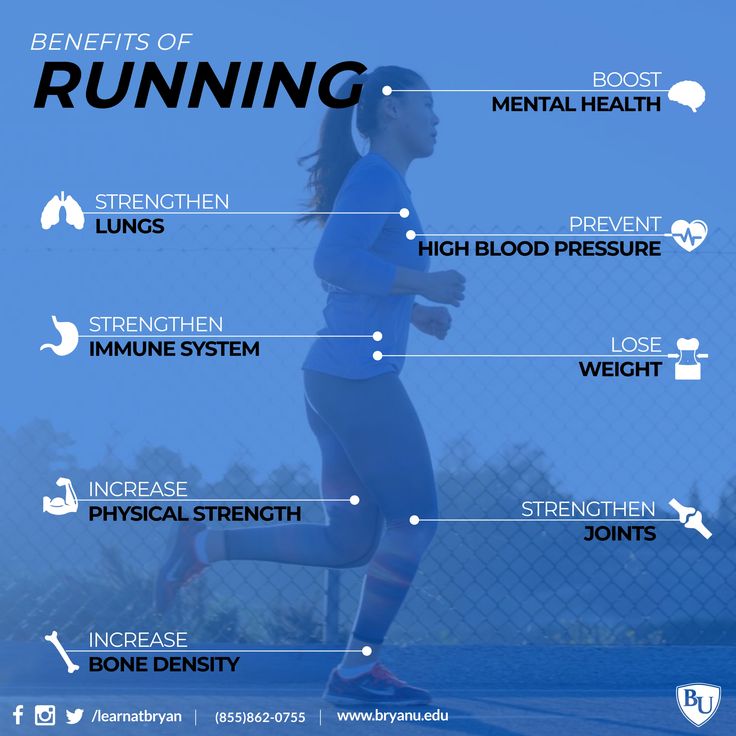 BENEFITS OF
RUNNING
BOOST
MENTAL HEALTH
STRENGTHEN
LUNGS
PREVENT
HIGH BLOOD PRESSURE
STRENGTHEN
IMMUNE SYSTEM
LOSE
WEIGHT
INCREASE
PHYSICAL STRENGTH
STRENGTHEN
JOINTS
INCREASE
BONE DENSITY
/learnatbryan | (855)862-0755 | www.bryanu.edu
BU